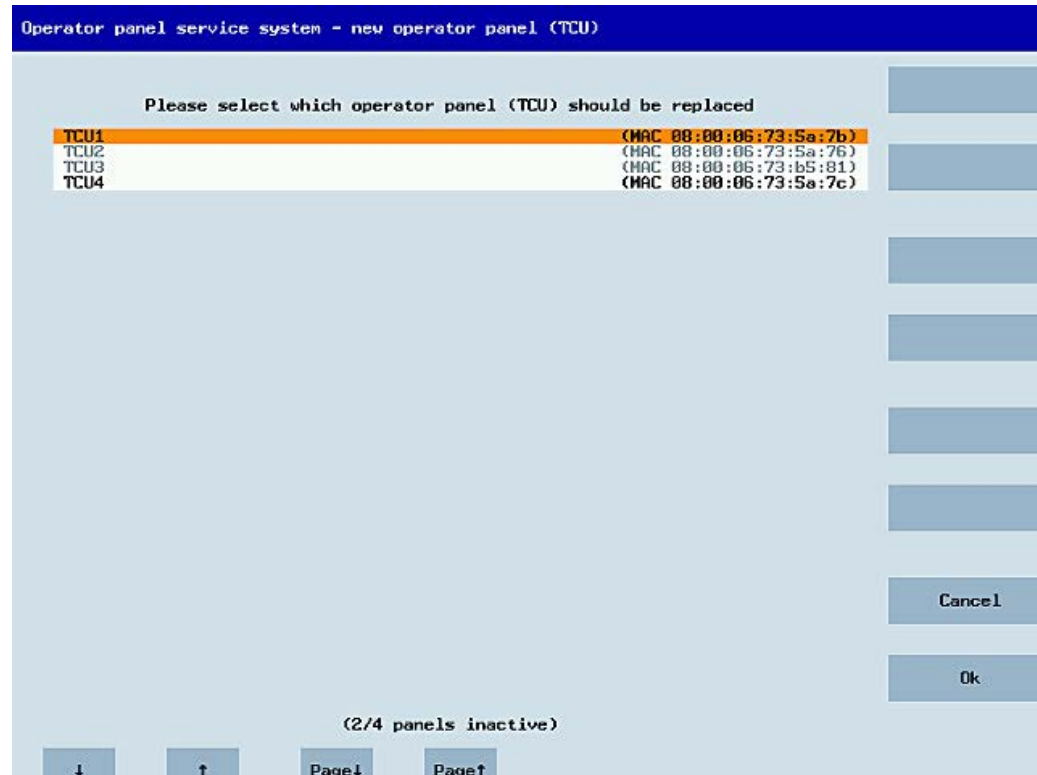 Operator panel service system - new operator panel (TCU)
Please select which operator panel (TCU) should be replaced
TCU1 (MAC 08:00:06:73:5a:7b)
TCU2 (MAC 08:00:06:73:5a:76)
TCU3 (MAC 08:00:06:73:b5:81)
TCU4 (MAC 08:00:06:73:5a:7c)
Cancel
Ok
(2/4 panels inactive)
↓ ↑ Page↓ Page↑